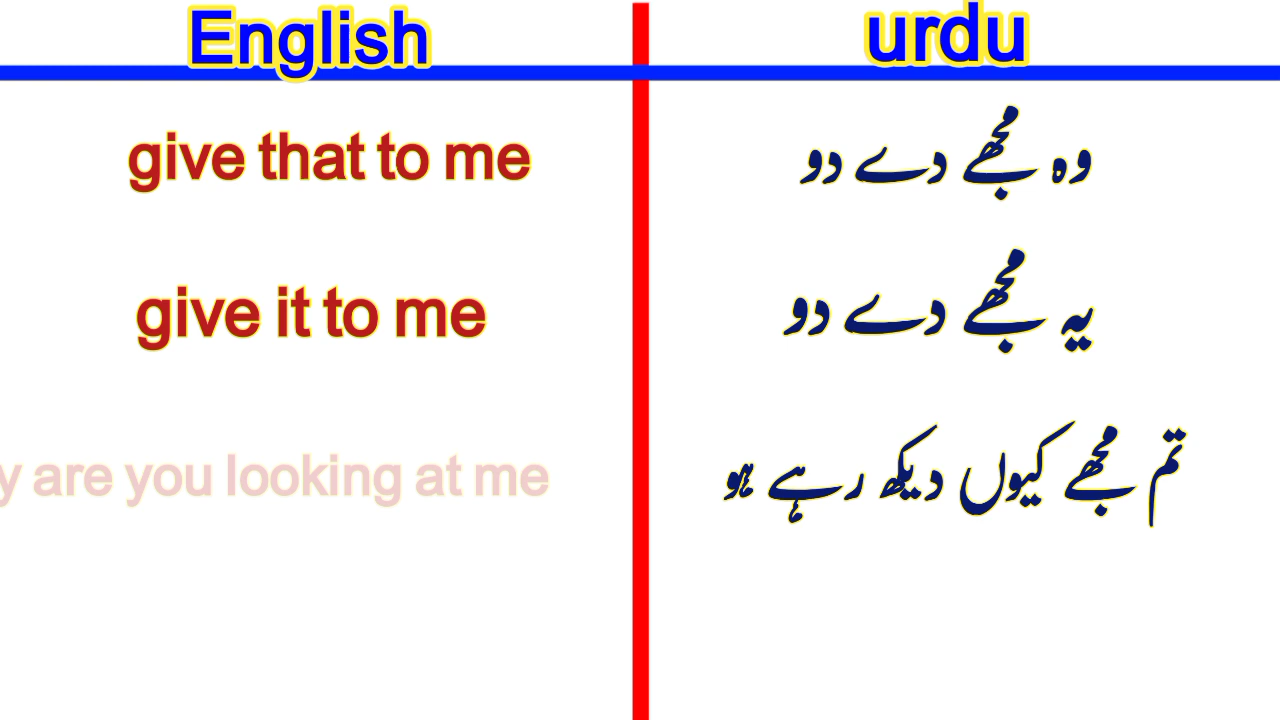 English urdu
give that to me وہ مجھے دے دو
give it to me یہ مجھے دے دو
y are you looking at me تم مجھے کیوں دیکھ رہے ہو